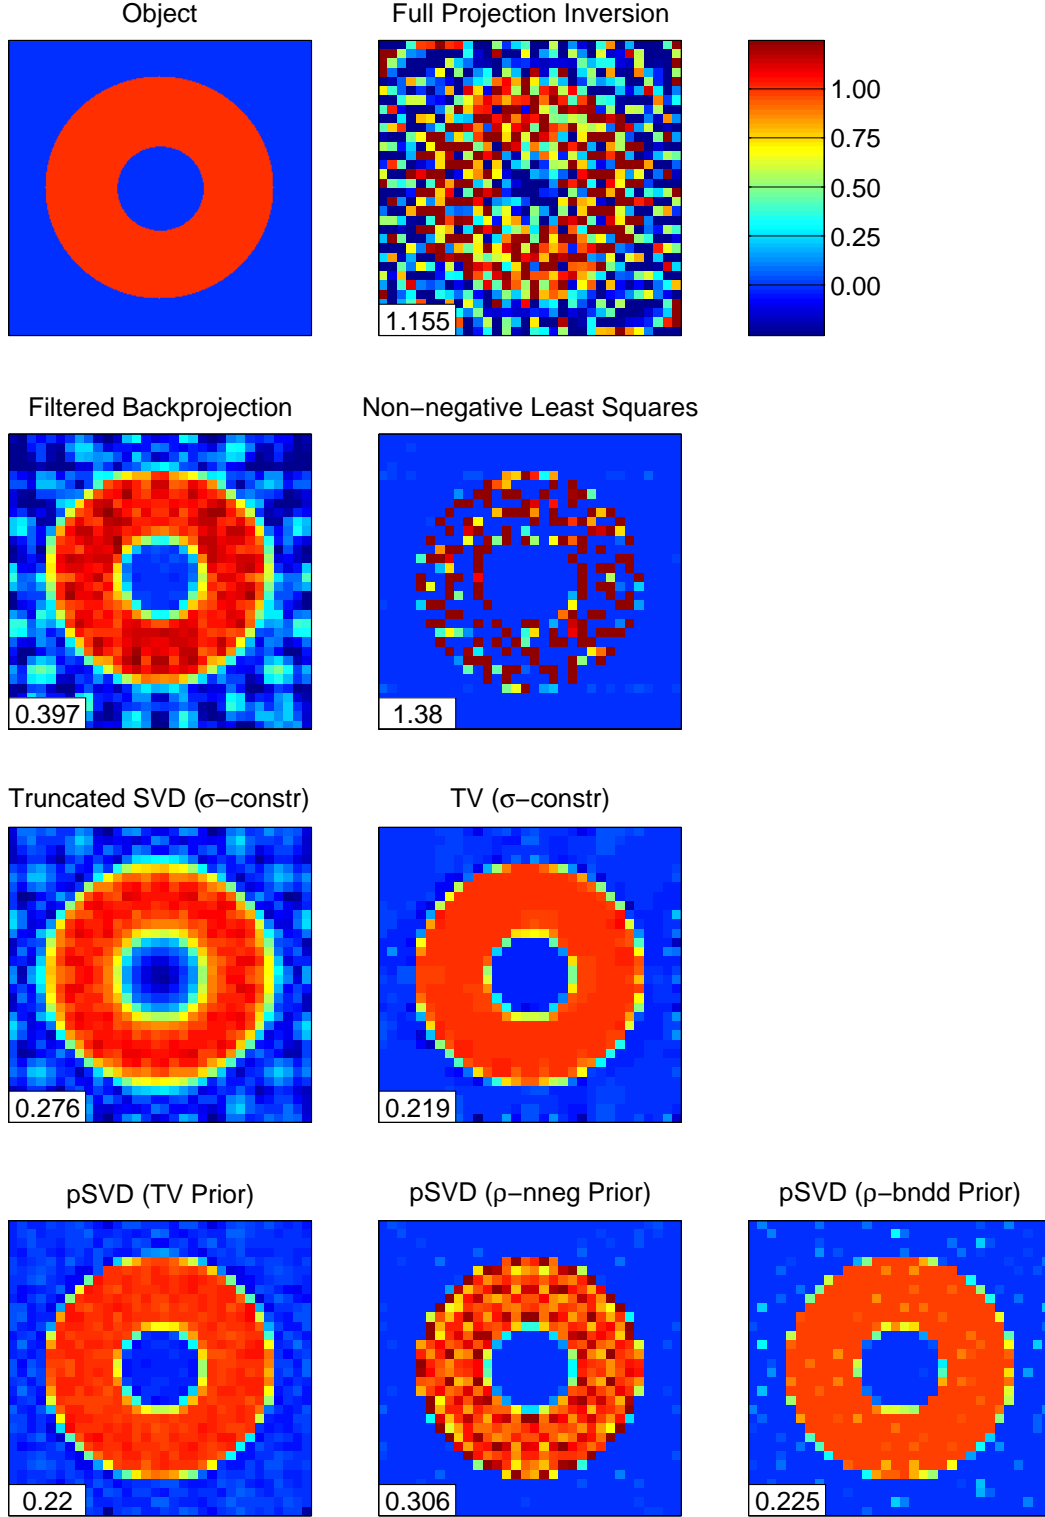 Object
Full Projection Inversion
1.155
1.00
0.75
0.50
0.25
0.00
Filtered Backprojection
Non−negative Least Squares
0.397
1.38
Truncated SVD (σ−constr)
TV (σ−constr)
0.276
0.219
pSVD (TV Prior)
pSVD (ρ−nneg Prior)
pSVD (ρ−bndd Prior)
0.22
0.306
0.225